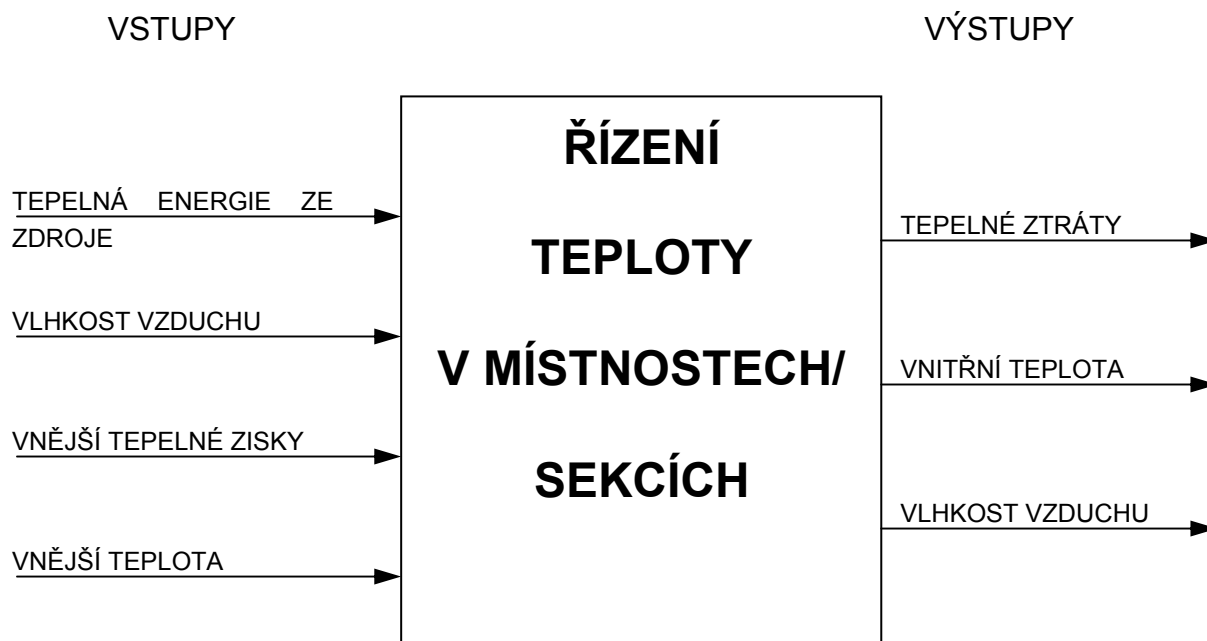 VSTUPY
VÝSTUPY
TEPELNÁ ENERGIE ZE
ZDROJE
VLHKOST VZDUCHU
VNĚJŠÍ TEPELNÉ ZISKY
VNĚJŠÍ TEPLOTA
ŘÍZENÍ
TEPLOTY
V MÍSTNOSTECH/
SEKCÍCH
TEPELNÉ ZTRÁTY
VNITŘNÍ TEPLOTA
VLHKOST VZDUCHU